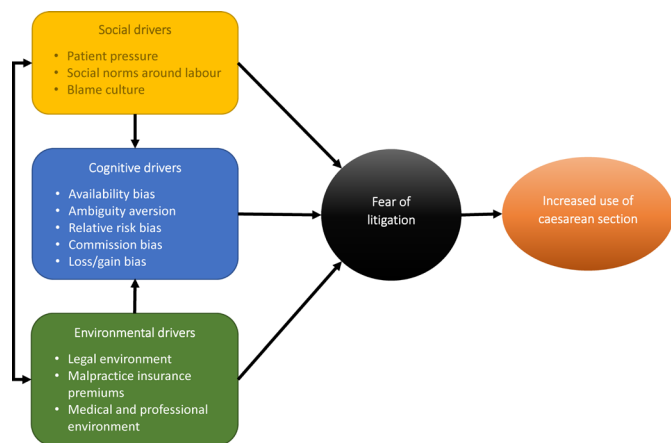 Social drivers
• Patient pressure
• Social norms around labour
• Blame culture
Cognitive drivers
• Availability bias
• Ambiguity aversion
• Relative risk bias
• Commission bias
• Loss/gain bias
Environmental drivers
• Legal environment
• Malpractice insurance
premiums
• Medical and professional
environment
Fear of
litigation
Increased use of
caesarean section